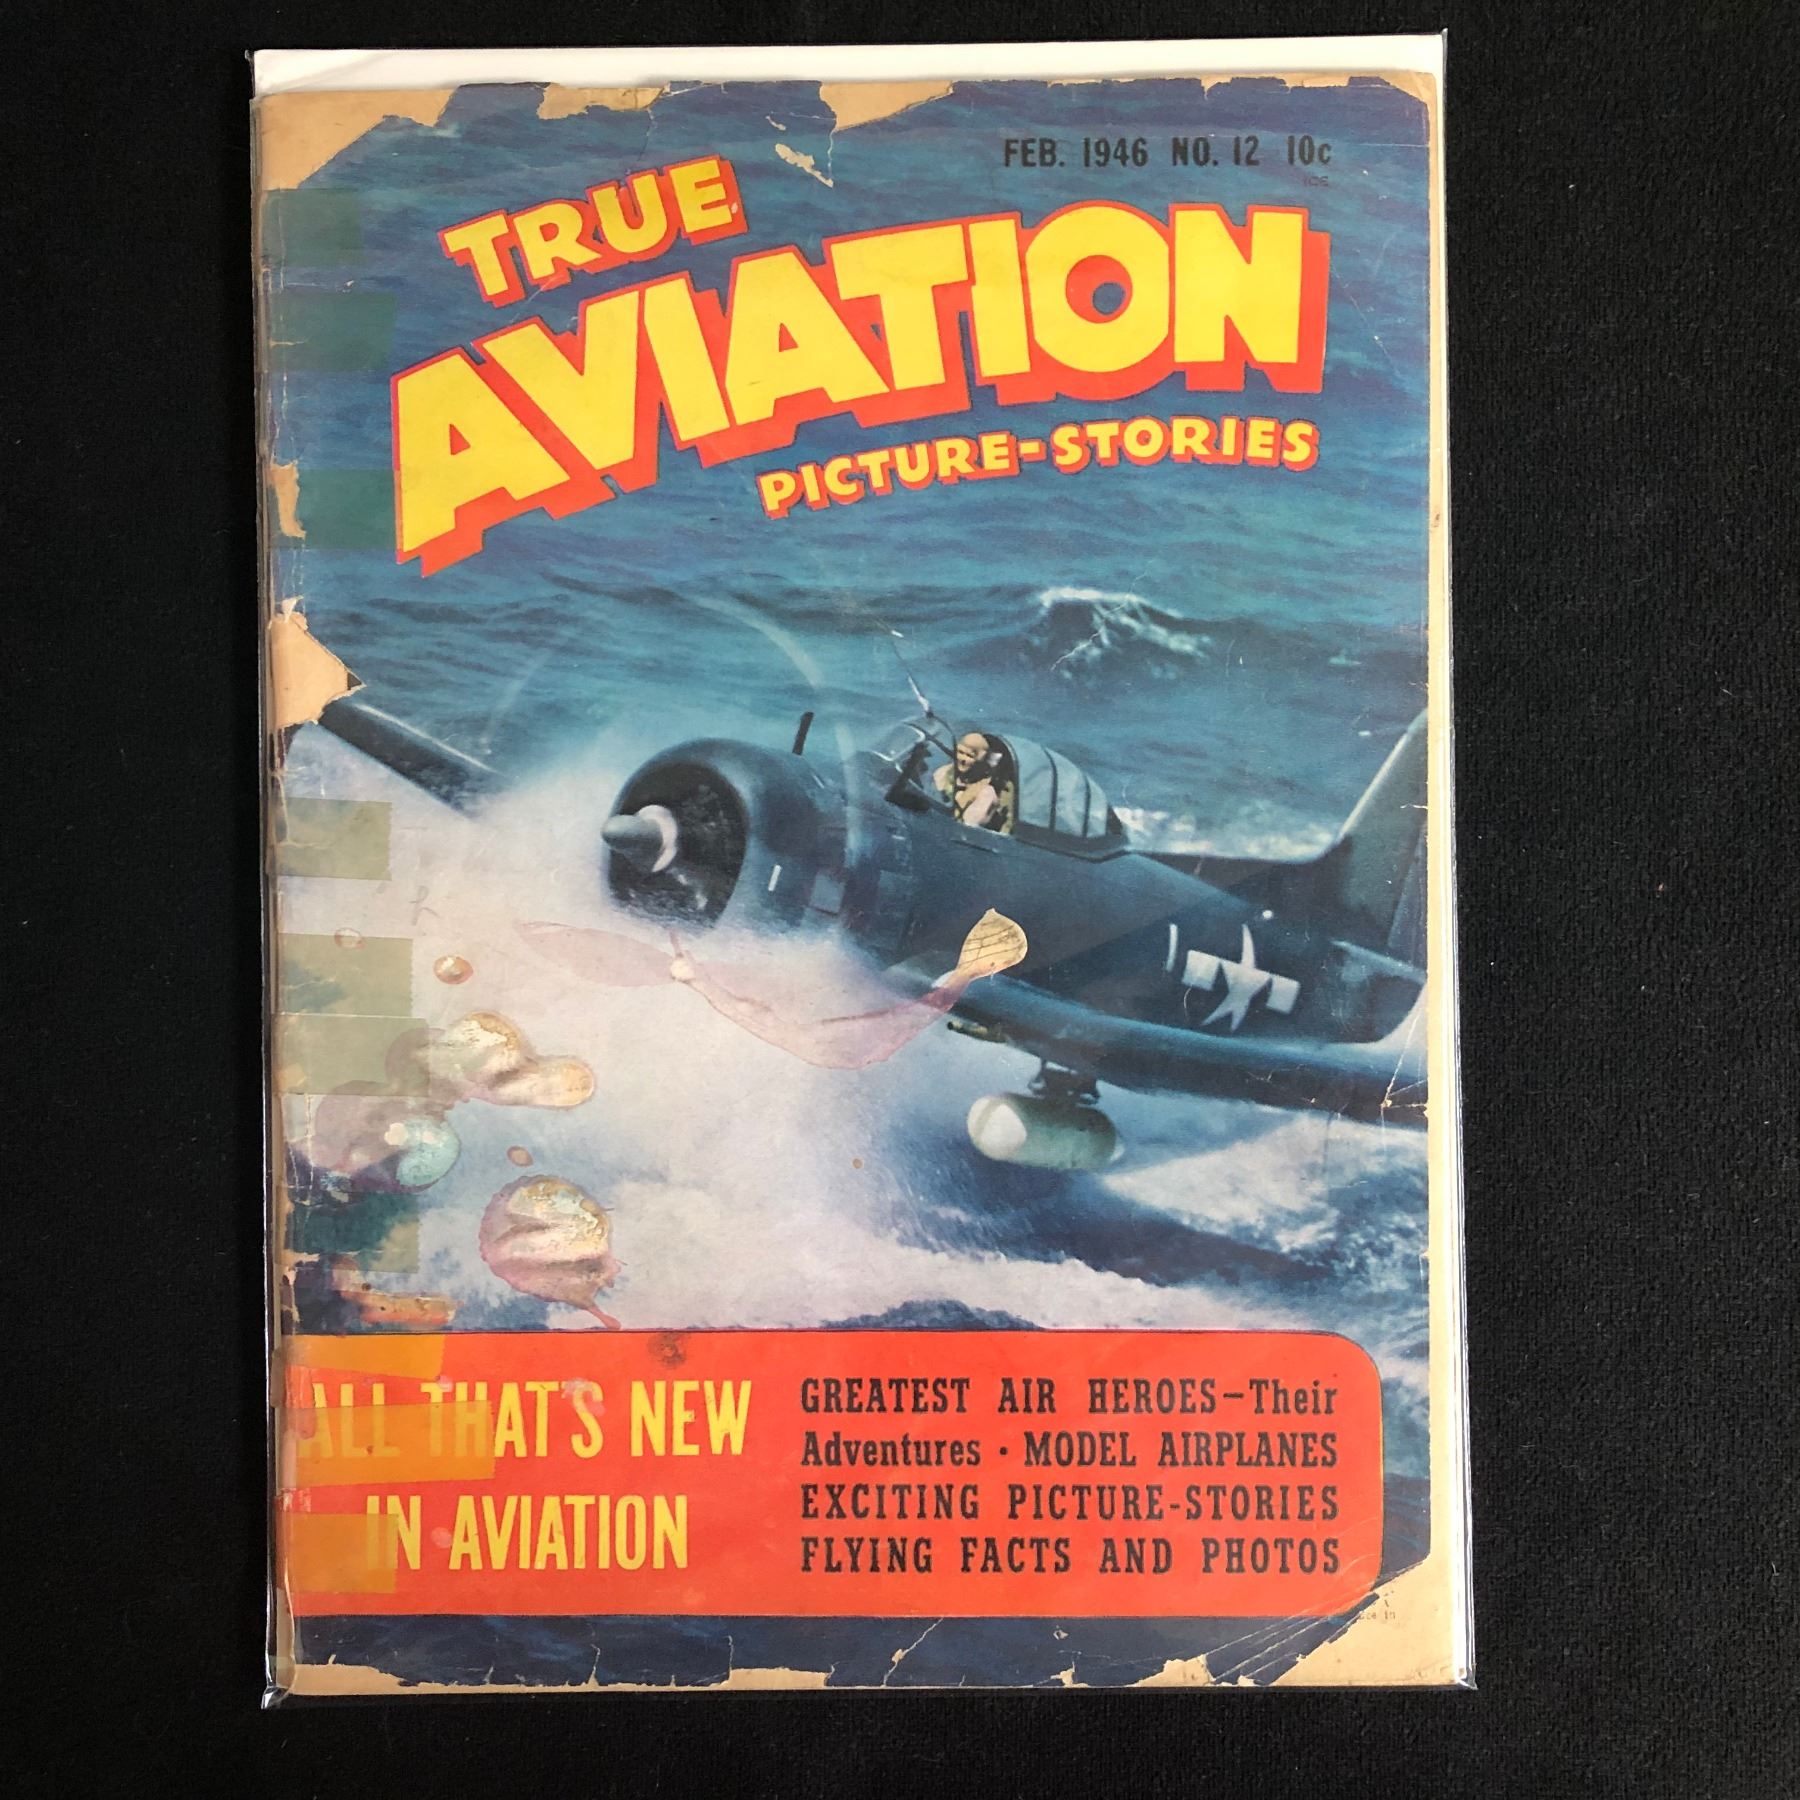 FEB. 1946 NO. 12 10c
TRUE
AVIATION
PICTURE-STORIES
ALL THAT'S NEW
IN AVIATION
GREATEST AIR HEROES—Their
Adventures • MODEL AIRPLANES
EXCITING PICTURE-STORIES
FLYING FACTS AND PHOTOS